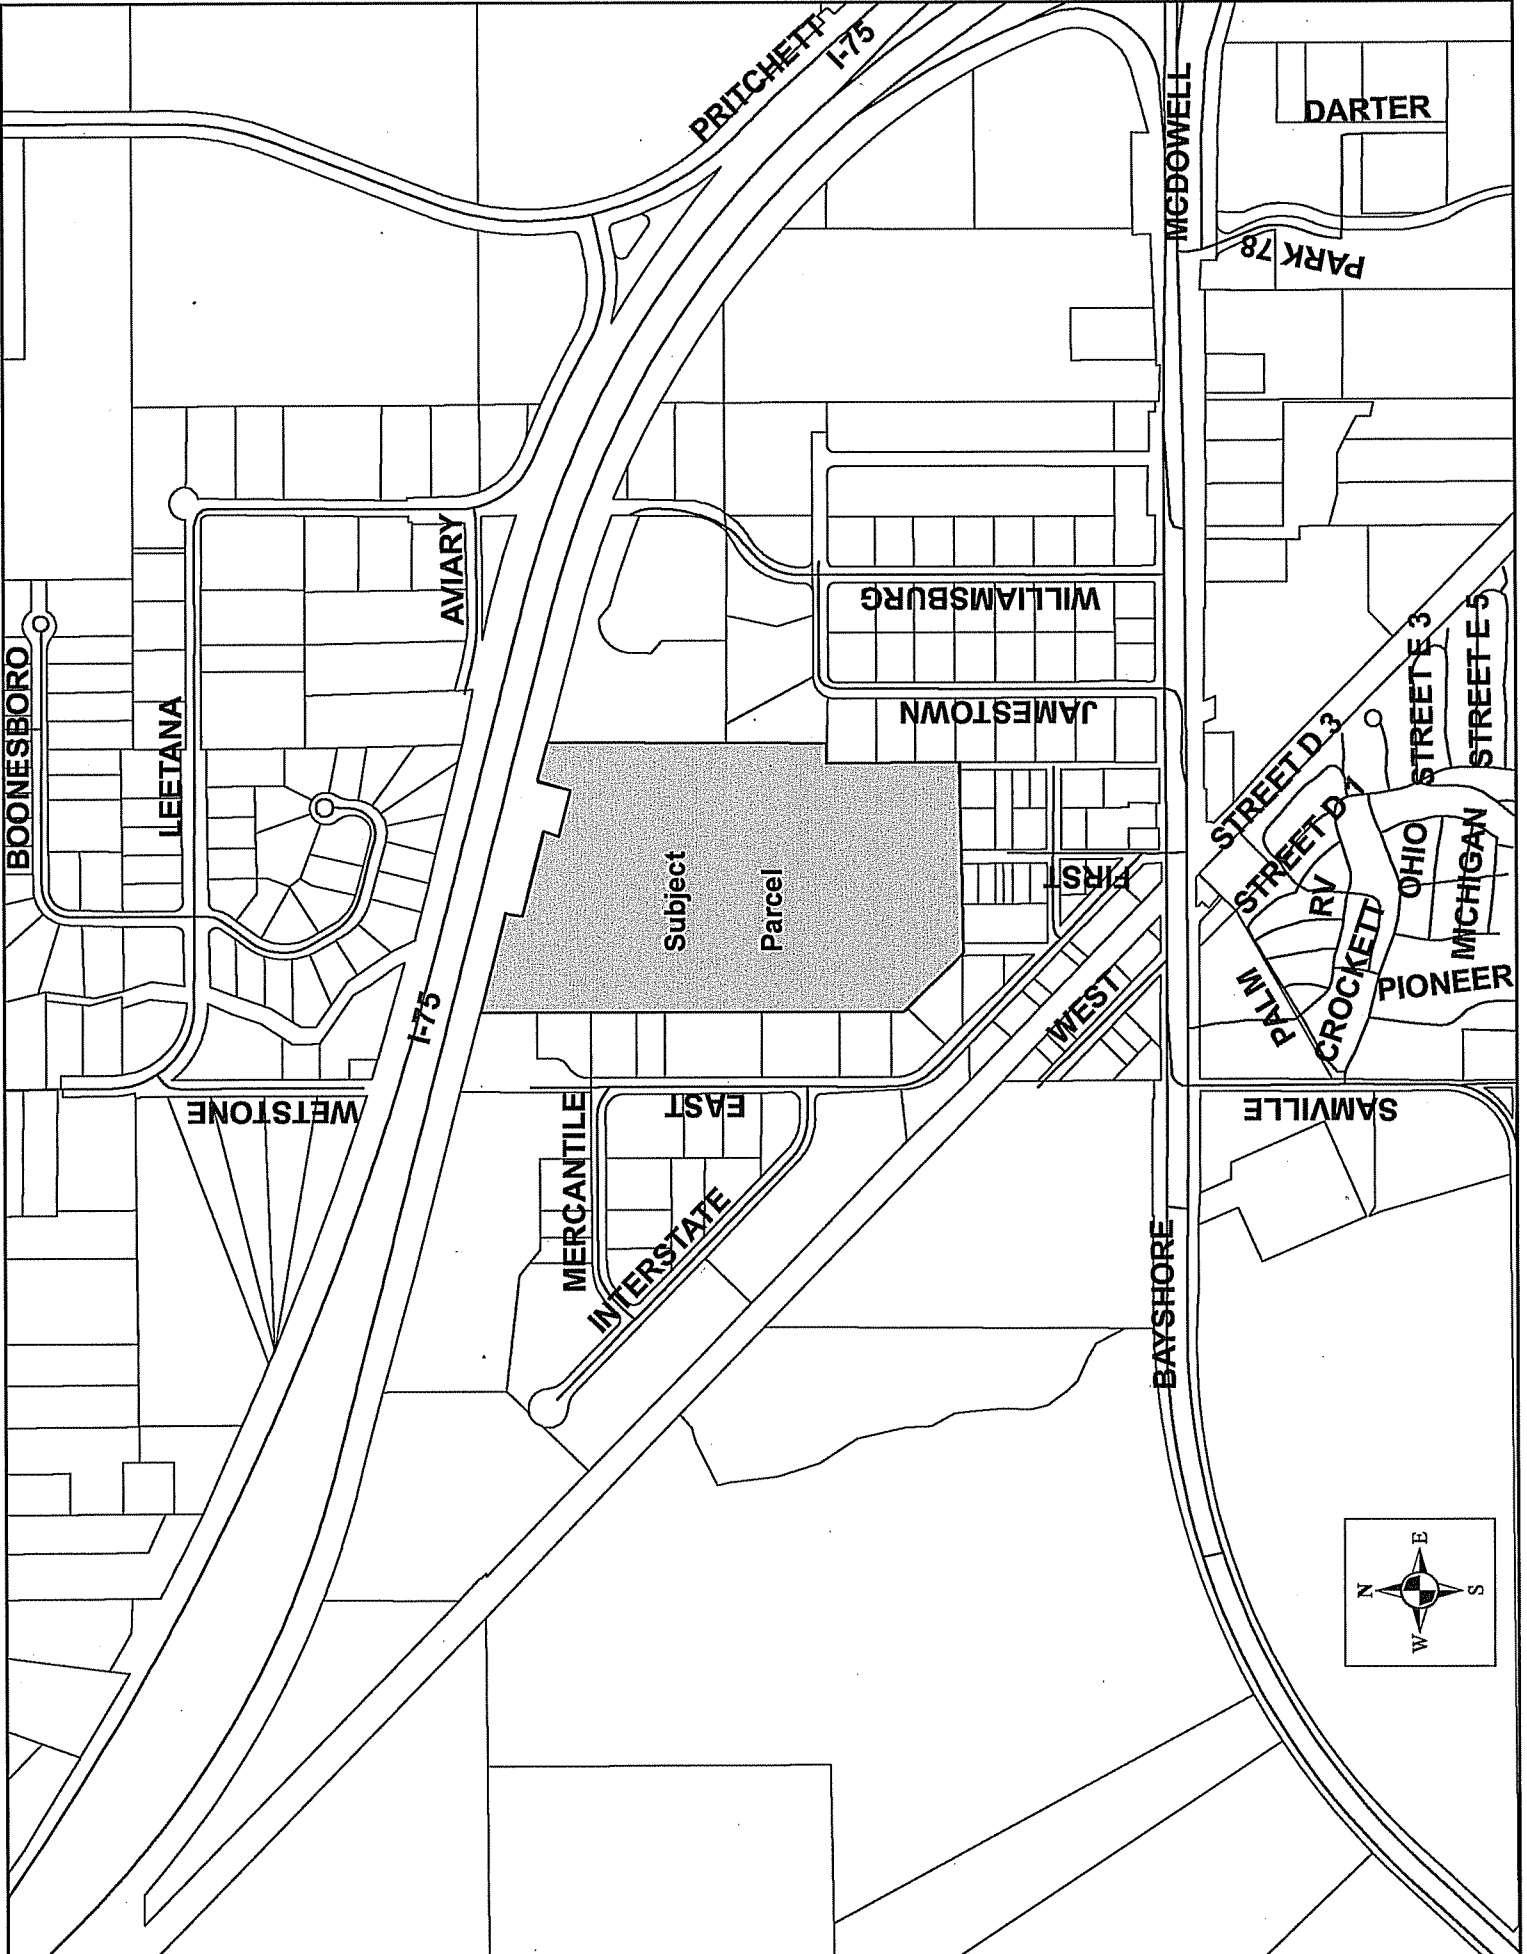 PRITCHETT
I-75
MCDOWELL
DARTER
PARK 78
BOONESBORO
LEETANA
AVIARY
WILLIAMSBURG
JAMESTOWN
STREET E 3
STREET E 5
STREET D 3
STREET D 1
Subject
Parcel
FIRST
RV
OHIO
MICHIGAN
CROCKETT
PIONEER
PALM
WEST
I-75
WETSTONE
EAST
SAMVILLE
MERCANTILE
INTERSTATE
BAYSHORE
N
W E
S